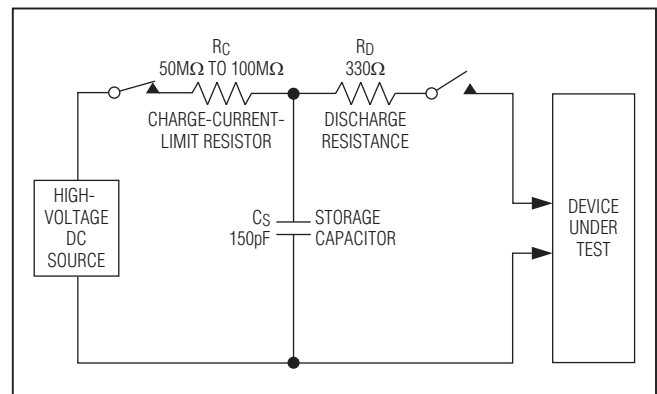 RC
50MΩ TO 100MΩ
CHARGE-CURRENT-
LIMIT RESISTOR
RD
330Ω
DISCHARGE
RESISTANCE
HIGH-
VOLTAGE
DC
SOURCE
CS
150pF
STORAGE
CAPACITOR
DEVICE
UNDER
TEST